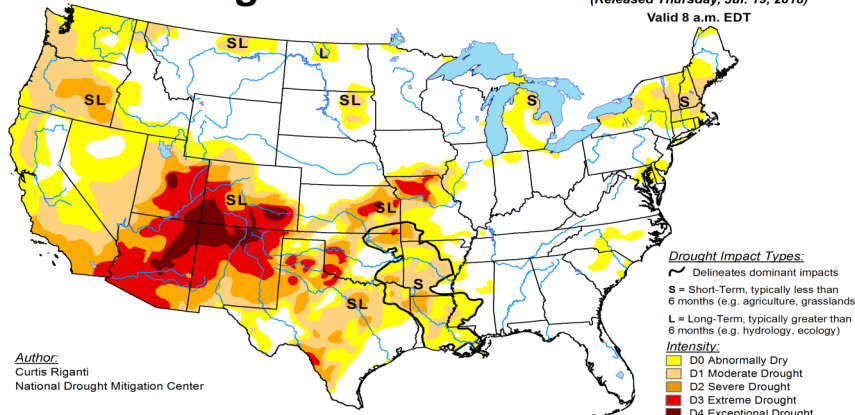 (Released Thursday, Jul. 19, 2018)
Valid 8 a.m. EDT
SL
L
SL
S
SL
S
SL
SL
S
SL
Drought Impact Types:
Delineates dominant impacts
S = Short-Term, typically less than
6 months (e.g. agriculture, grasslands
L = Long-Term, typically greater than
6 months (e.g. hydrology, ecology)
Intensity:
D0 Abnormally Dry
D1 Moderate Drought
D2 Severe Drought
D3 Extreme Drought
D4 Exceptional Drought
Author:
Curtis Riganti
National Drought Mitigation Center